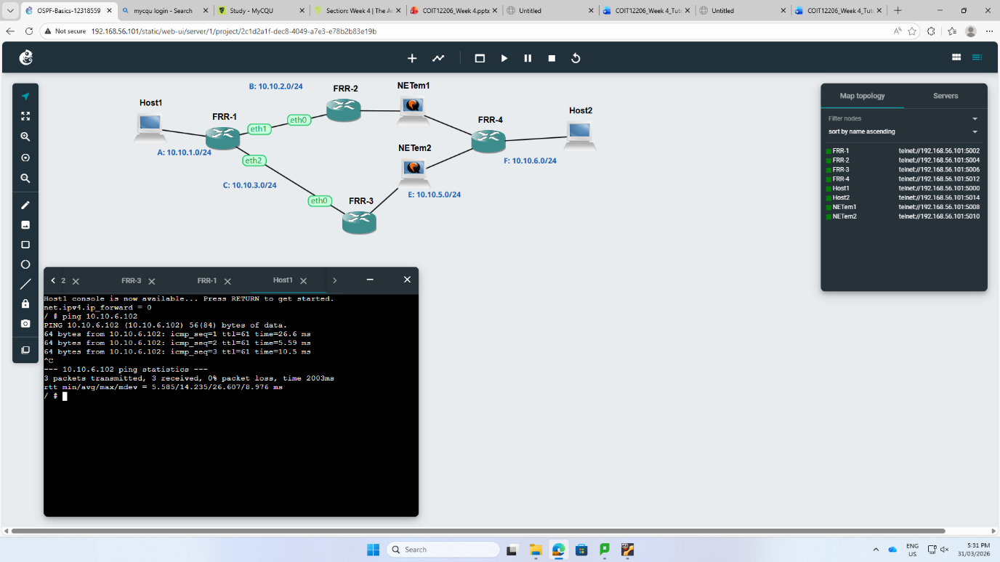 OSPF-Basics-12318559
mycqu login - Search
Study - MyCQU
Section: Week 4 | The Ac
COIT12206_Week 4.pptx
Untitled
COIT12206_Week 4_Tuto
Untitled
COIT12206_Week 4_Tuto
Not secure
192.168.56.101/static/web-ui/server/1/project/2c1d2a1f-dec8-4049-a7e3-e78b2b83e19b
B: 10.10.2.0/24
FRR-2
NETem1
Host1
FRR-1
eth0
eth1
FRR-4
Host2
A: 10.10.1.0/24
eth2
NETem2
F: 10.10.6.0/24
C: 10.10.3.0/24
E: 10.10.5.0/24
eth0
FRR-3
Map topology
Servers
Filter nodes
sort by name ascending
FRR-1 telnet://192.168.56.101:5002
FRR-2 telnet://192.168.56.101:5004
FRR-3 telnet://192.168.56.101:5006
FRR-4 telnet://192.168.56.101:5012
Host1 telnet://192.168.56.101:5000
Host2 telnet://192.168.56.101:5014
NETem1 telnet://192.168.56.101:5008
NETem2 telnet://192.168.56.101:5010
2
FRR-3
FRR-1
Host1
Host1 console is now available... Press RETURN to get started.
net.ipv4.ip_forward = 0
/ # ping 10.10.6.102
PING 10.10.6.102 (10.10.6.102) 56(84) bytes of data.
64 bytes from 10.10.6.102: icmp_seq=1 ttl=61 time=26.6 ms
64 bytes from 10.10.6.102: icmp_seq=2 ttl=61 time=5.59 ms
64 bytes from 10.10.6.102: icmp_seq=3 ttl=61 time=10.5 ms
^C
--- 10.10.6.102 ping statistics ---
3 packets transmitted, 3 received, 0% packet loss, time 2003ms
rtt min/avg/max/mdev = 5.585/14.235/26.607/8.976 ms
/ #
Search
ENG
US
5:31 PM
31/03/2026